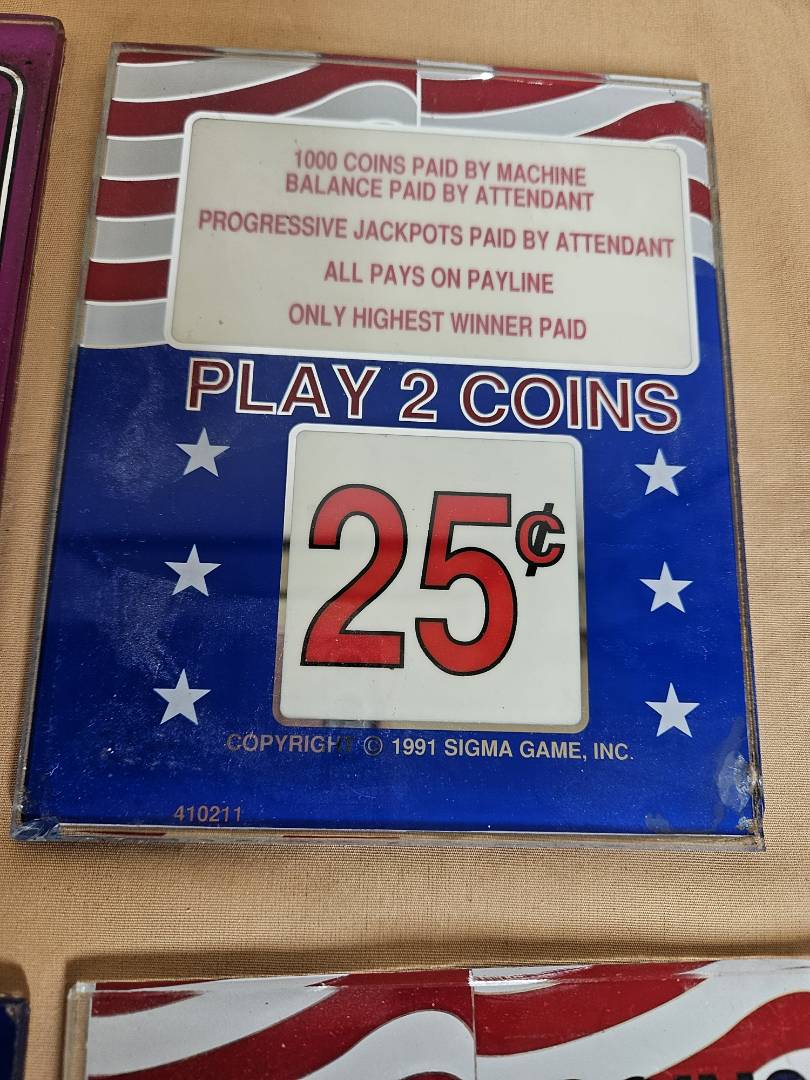 1000 COINS PAID BY MACHINE
BALANCE PAID BY ATTENDANT
PROGRESSIVE JACKPOTS PAID BY ATTENDANT
ALL PAYS ON PAYLINE
ONLY HIGHEST WINNER PAID
PLAY 2 COINS
25¢
COPYRIGHT © 1991 SIGMA GAME, INC.
410211